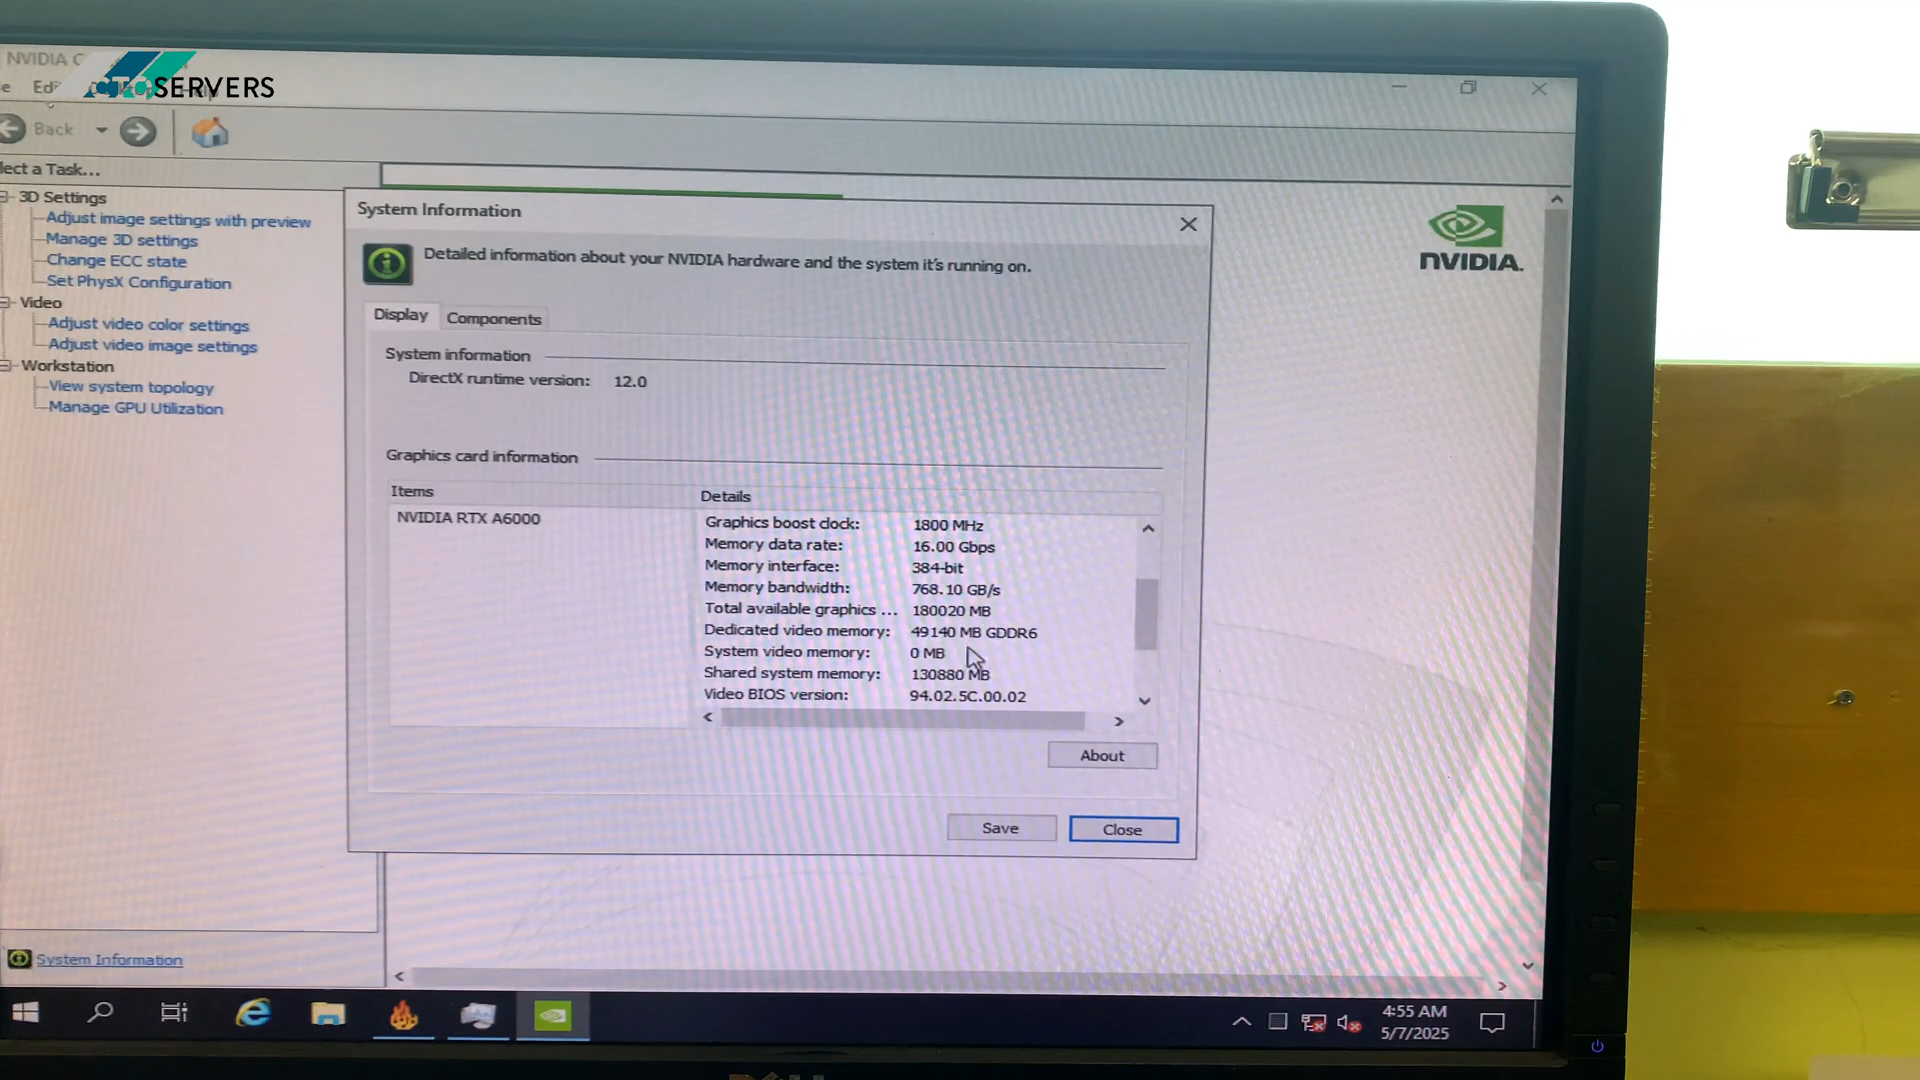 NVIDIA C
CTOSERVERS
Edi
Back
lect a Task...
3D Settings
Adjust image settings with preview
Manage 3D settings
Change ECC state
Set PhysX Configuration
Video
Adjust video color settings
Adjust video image settings
Workstation
View system topology
Manage GPU Utilization
System Information
Detailed information about your NVIDIA hardware and the system it's running on.
Display Components
System information
DirectX runtime version: 12.0
Graphics card information
Items Details
NVIDIA RTX A6000
Graphics boost clock: 1800 MHz
Memory data rate: 16.00 Gbps
Memory interface: 384-bit
Memory bandwidth: 768.10 GB/s
Total available graphics ... 180020 MB
Dedicated video memory: 49140 MB GDDR6
System video memory: 0 MB
Shared system memory: 130880 MB
Video BIOS version: 94.02.5C.00.02
About
Save Close
NVIDIA.
System Information
4:55 AM
5/7/2025